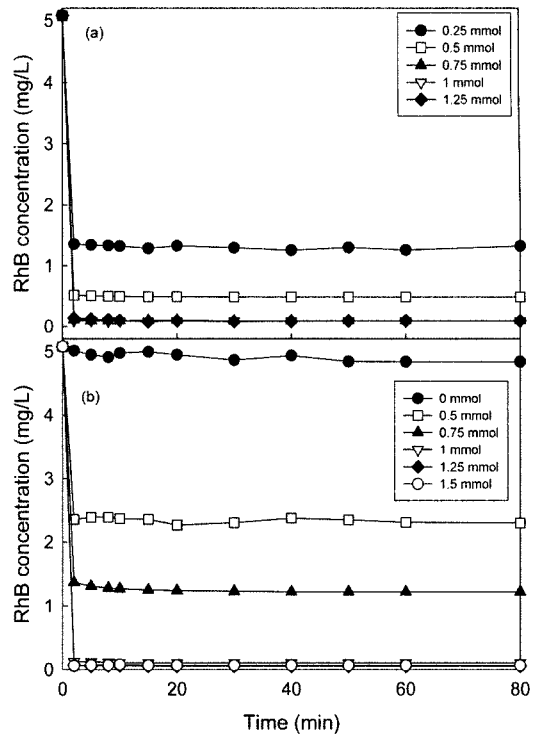 5
(a)
0.25 mmol
0.5 mmol
0.75 mmol
1 mmol
1.25 mmol
4
3
2
1
0
RhB concentration (mg/L)
5
(b)
0 mmol
0.5 mmol
0.75 mmol
1 mmol
1.25 mmol
1.5 mmol
4
3
2
1
0
RhB concentration (mg/L)
0 20 40 60 80
Time (min)